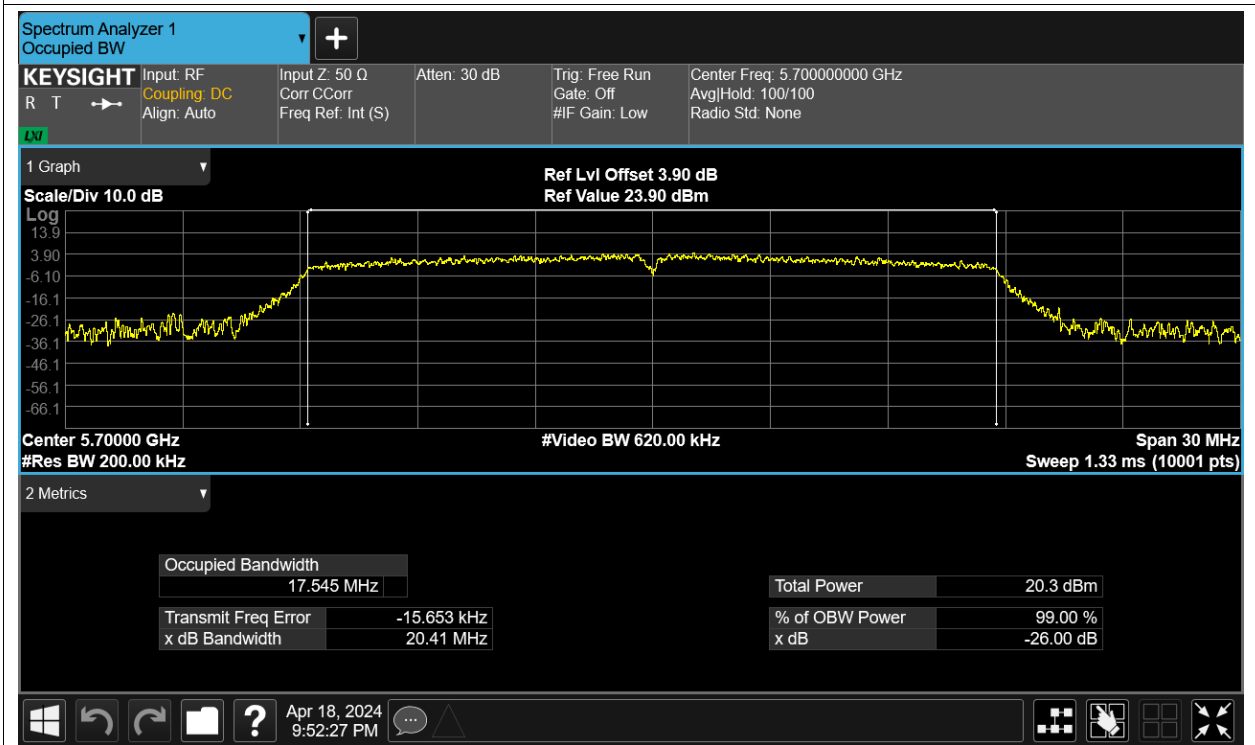 Spectrum Analyzer 1
Occupied BW
KEYSIGHT
R T
LXI
Input: RF
Coupling: DC
Align: Auto
Input Z: 50 Ω
Corr CCorr
Freq Ref: Int (S)
Atten: 30 dB
Trig: Free Run
Gate: Off
#IF Gain: Low
Center Freq: 5.700000000 GHz
Avg|Hold: 100/100
Radio Std: None
1 Graph
Scale/Div 10.0 dB
Ref Lvl Offset 3.90 dB
Ref Value 23.90 dBm
Log
13.9
3.90
-6.10
-16.1
-26.1
-36.1
-46.1
-56.1
-66.1
Center 5.70000 GHz
#Res BW 200.00 kHz
#Video BW 620.00 kHz
Span 30 MHz
Sweep 1.33 ms (10001 pts)
2 Metrics
Occupied Bandwidth
17.545 MHz
Transmit Freq Error -15.653 kHz
x dB Bandwidth 20.41 MHz
Total Power 20.3 dBm
% of OBW Power 99.00 %
x dB -26.00 dB
?
Apr 18, 2024
9:52:27 PM